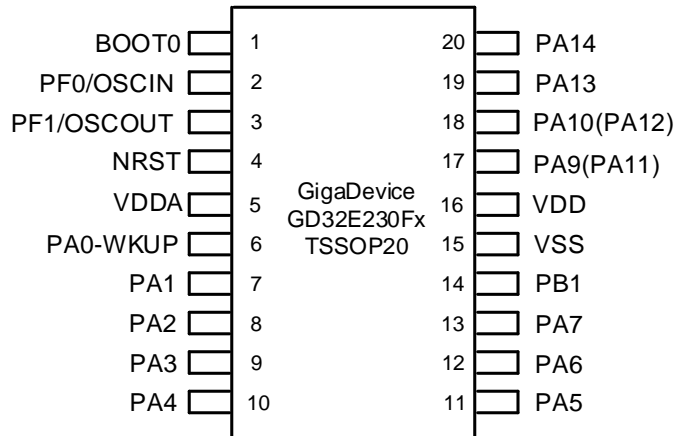 BOOT0 1 20 PA14
PF0/OSCIN 2 19 PA13
PF1/OSCOUT 3 18 PA10(PA12)
NRST 4 17 PA9(PA11)
VDDA 5 16 VDD
PA0-WKUP 6 15 VSS
PA1 7 14 PB1
PA2 8 13 PA7
PA3 9 12 PA6
PA4 10 11 PA5
GigaDevice
GD32E230Fx
TSSOP20